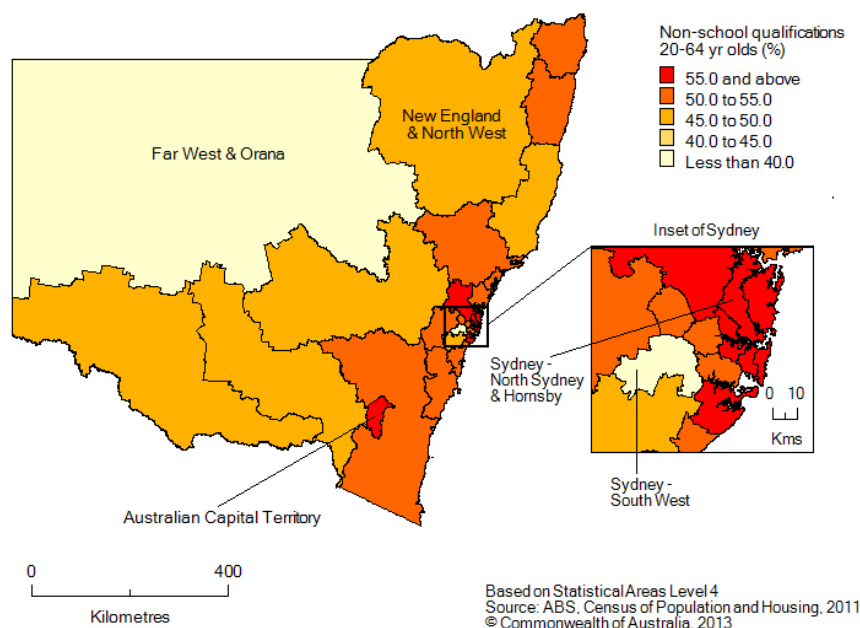 Non-school qualifications
20-64 yr olds (%)
55.0 and above
50.0 to 55.0
45.0 to 50.0
40.0 to 45.0
Less than 40.0
New England
& North West
Far West & Orana
Inset of Sydney
Sydney -
North Sydney
& Hornsby
0 10
Kms
Sydney -
South West
Australian Capital Territory
0 400
Kilometres
Based on Statistical Areas Level 4
Source: ABS, Census of Population and Housing, 2011
© Commonwealth of Australia, 2013